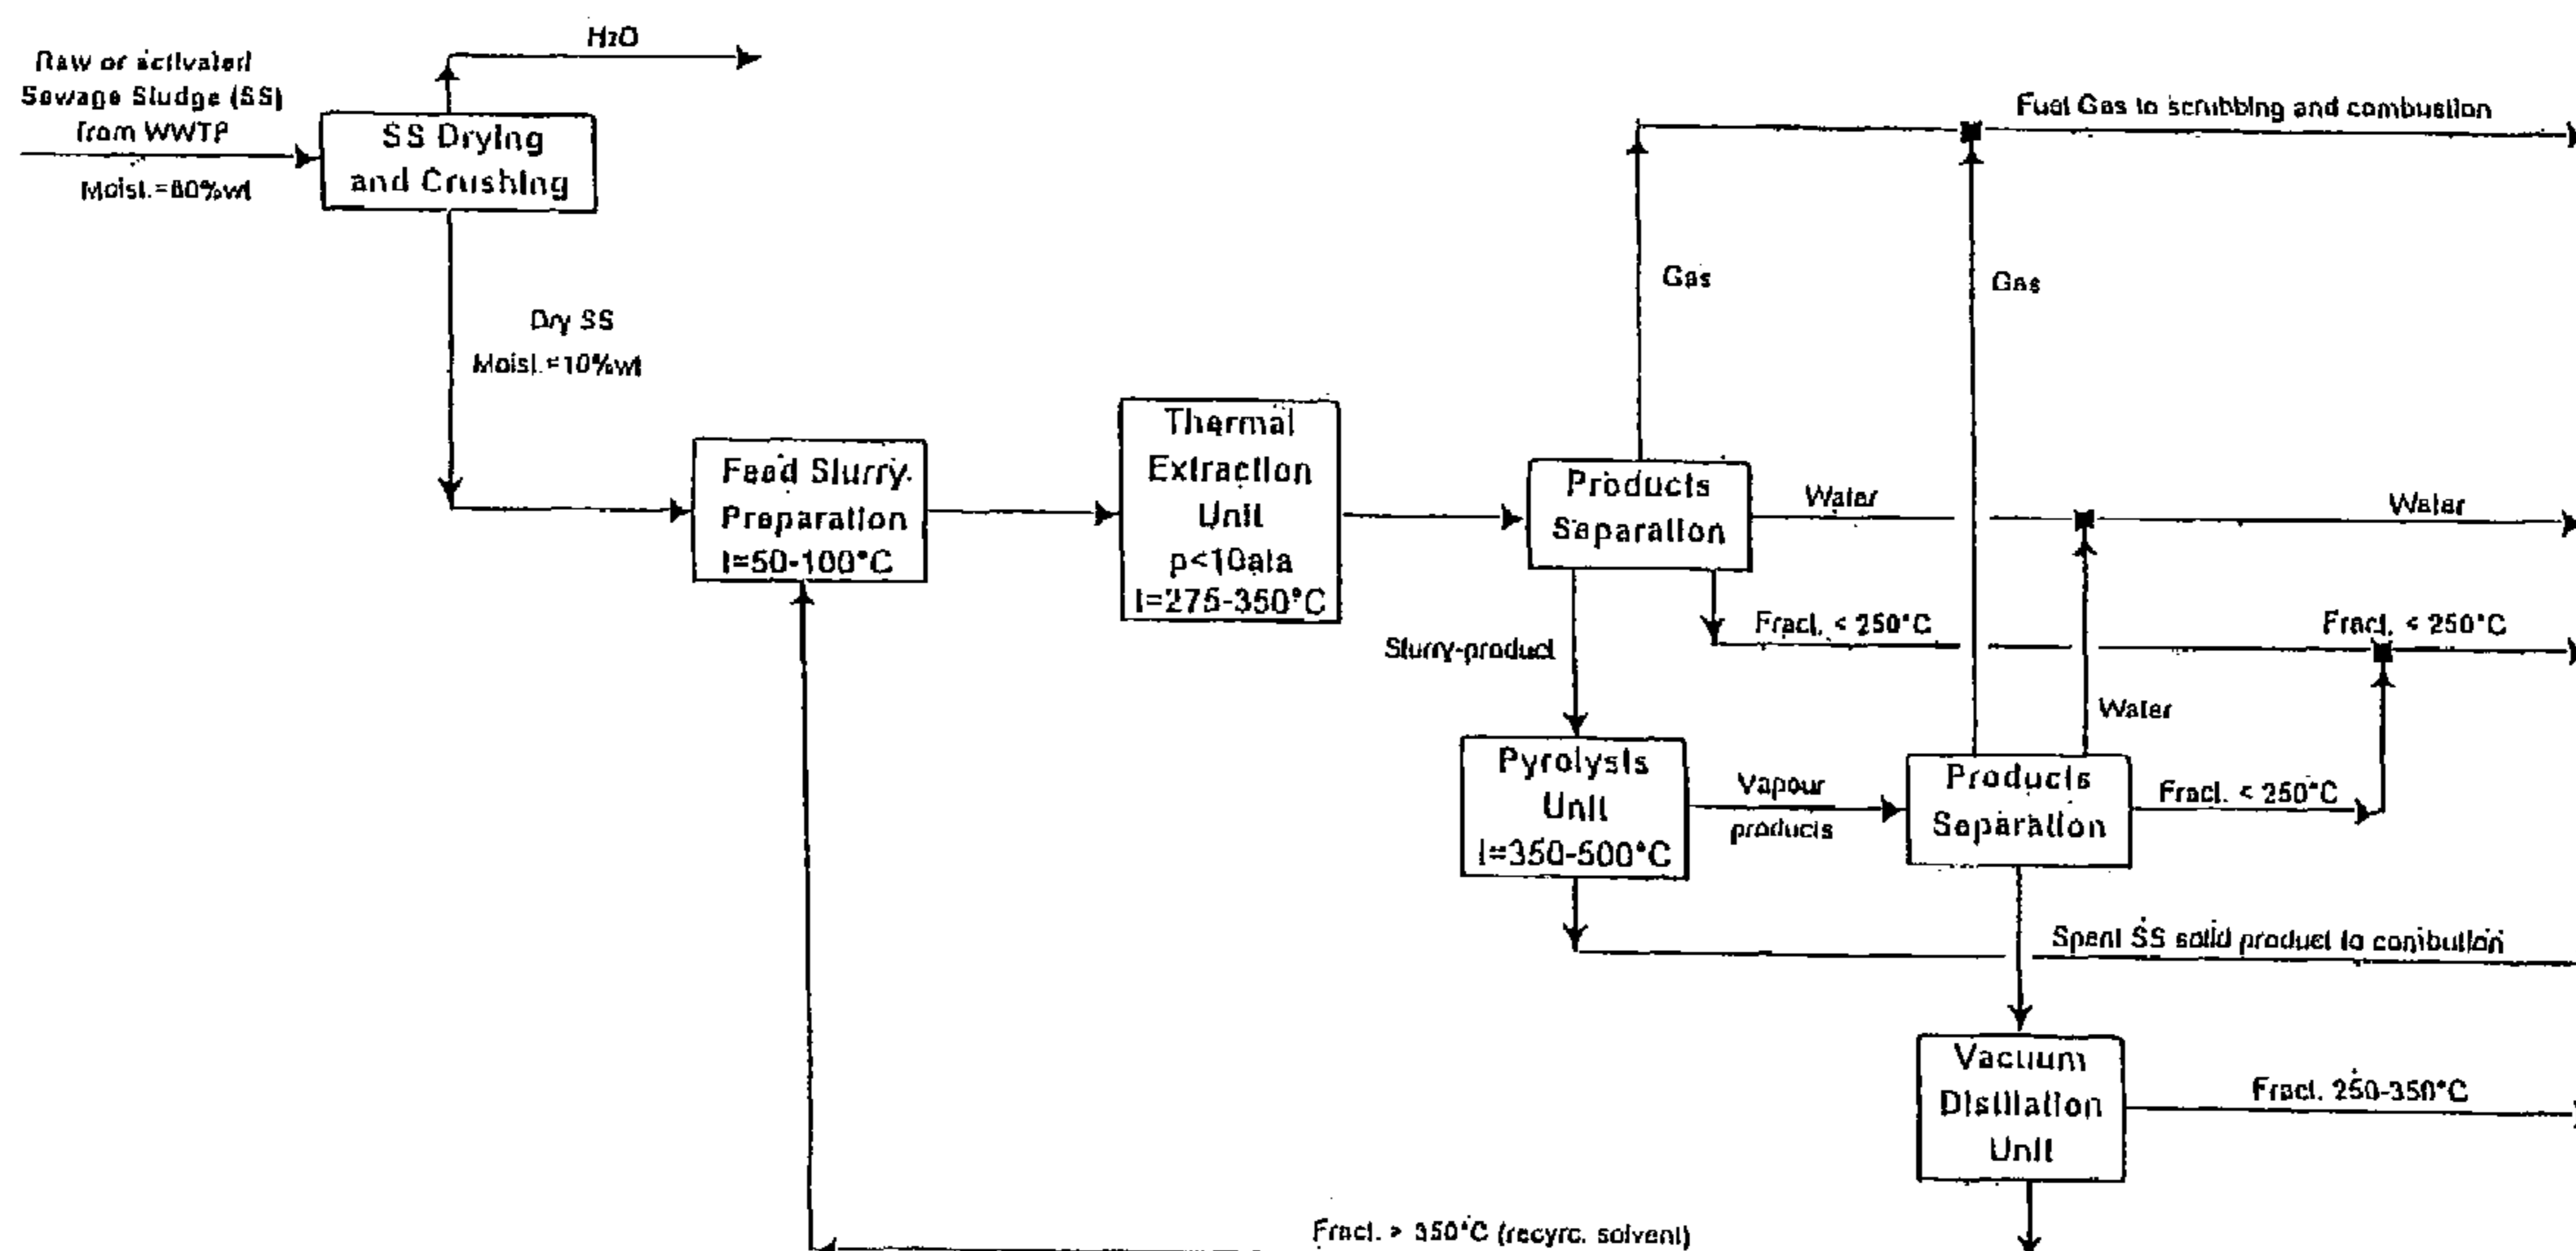 H2O
Raw or activated
Sewage Sludge (SS)
from WWTP
Moist.=80%wt
SS Drying
and Crushing
Fuel Gas to scrubbing and combustion
Gas
Gas
Dry SS
Moist.=10%wt
Feed Slurry
Preparation
t=50-100°C
Thermal
Extraction
Unit
p<10ata
t=275-350°C
Products
Separation
Water
Water
Fract. < 250°C
Fract. < 250°C
Slurry-product
Water
Pyrolysis
Unit
t=350-500°C
Vapour
products
Products
Separation
Fract. < 250°C
Spent SS solid product to conibution
Vacuum
Distillation
Unit
Fract. 250-350°C
Fract. > 350°C (recyrc. solvent)